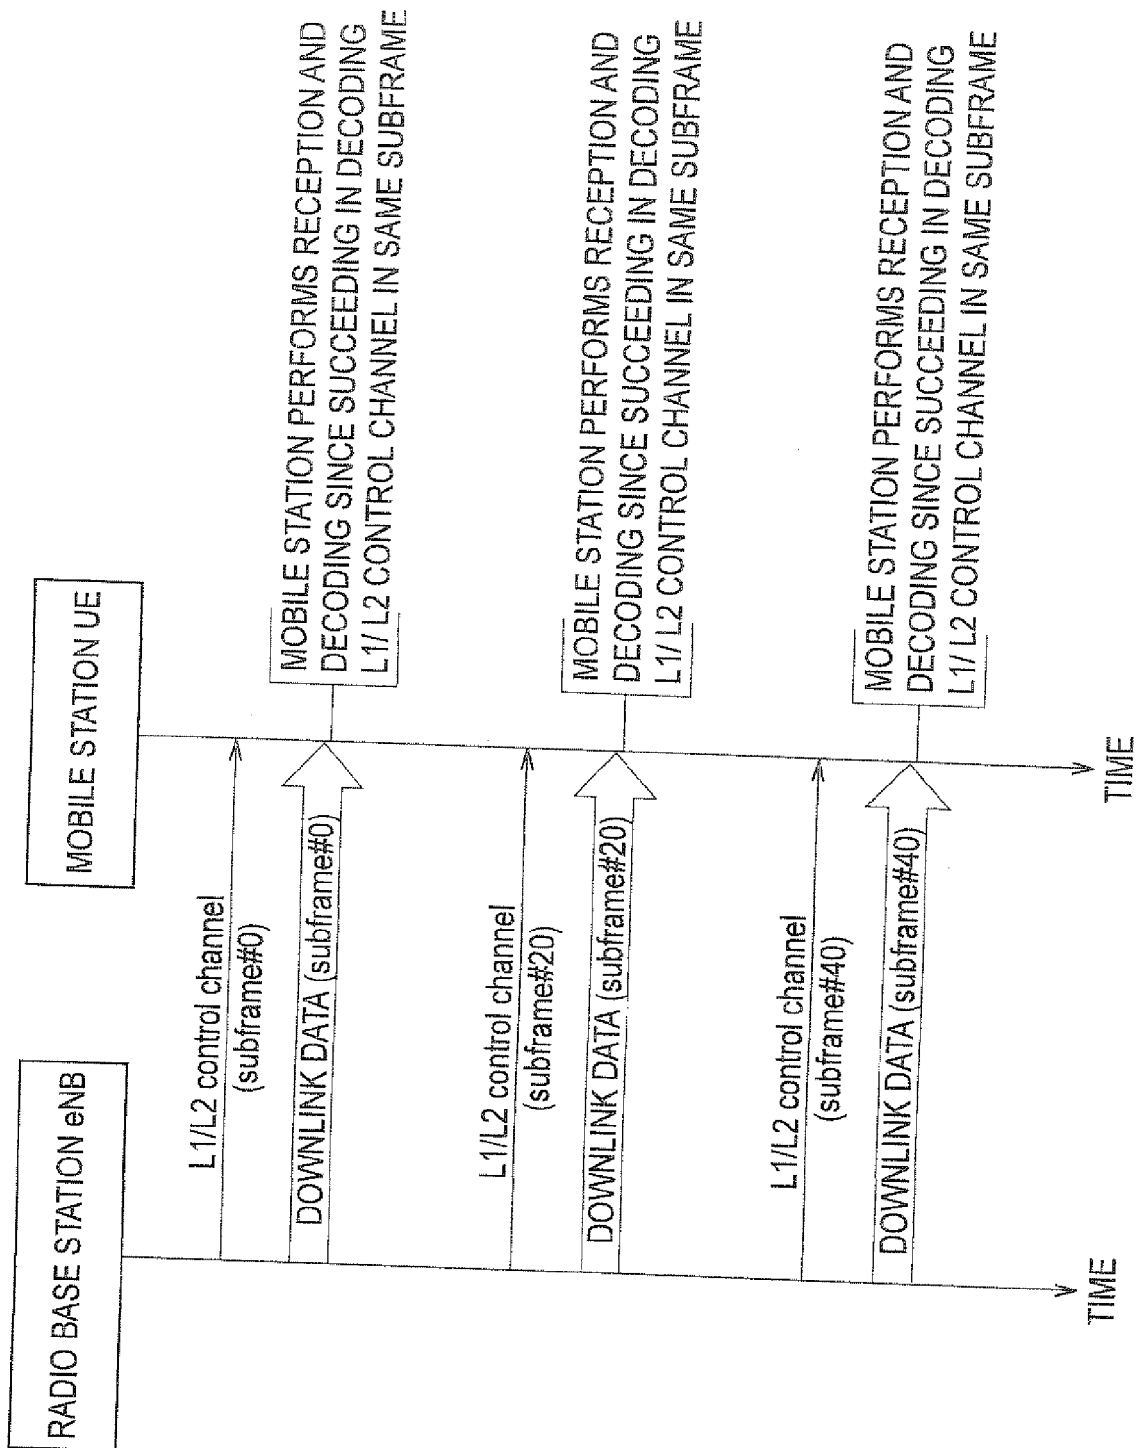 RADIO BASE STATION eNB
MOBILE STATION UE
L1/L2 control channel
(subframe#0)
DOWNLINK DATA (subframe#0)
MOBILE STATION PERFORMS RECEPTION AND
DECODING SINCE SUCCEEDING IN DECODING
L1/ L2 CONTROL CHANNEL IN SAME SUBFRAME
L1/L2 control channel
(subframe#20)
DOWNLINK DATA (subframe#20)
MOBILE STATION PERFORMS RECEPTION AND
DECODING SINCE SUCCEEDING IN DECODING
L1/ L2 CONTROL CHANNEL IN SAME SUBFRAME
L1/L2 control channel
(subframe#40)
DOWNLINK DATA (subframe#40)
MOBILE STATION PERFORMS RECEPTION AND
DECODING SINCE SUCCEEDING IN DECODING
L1/ L2 CONTROL CHANNEL IN SAME SUBFRAME
TIME
TIME